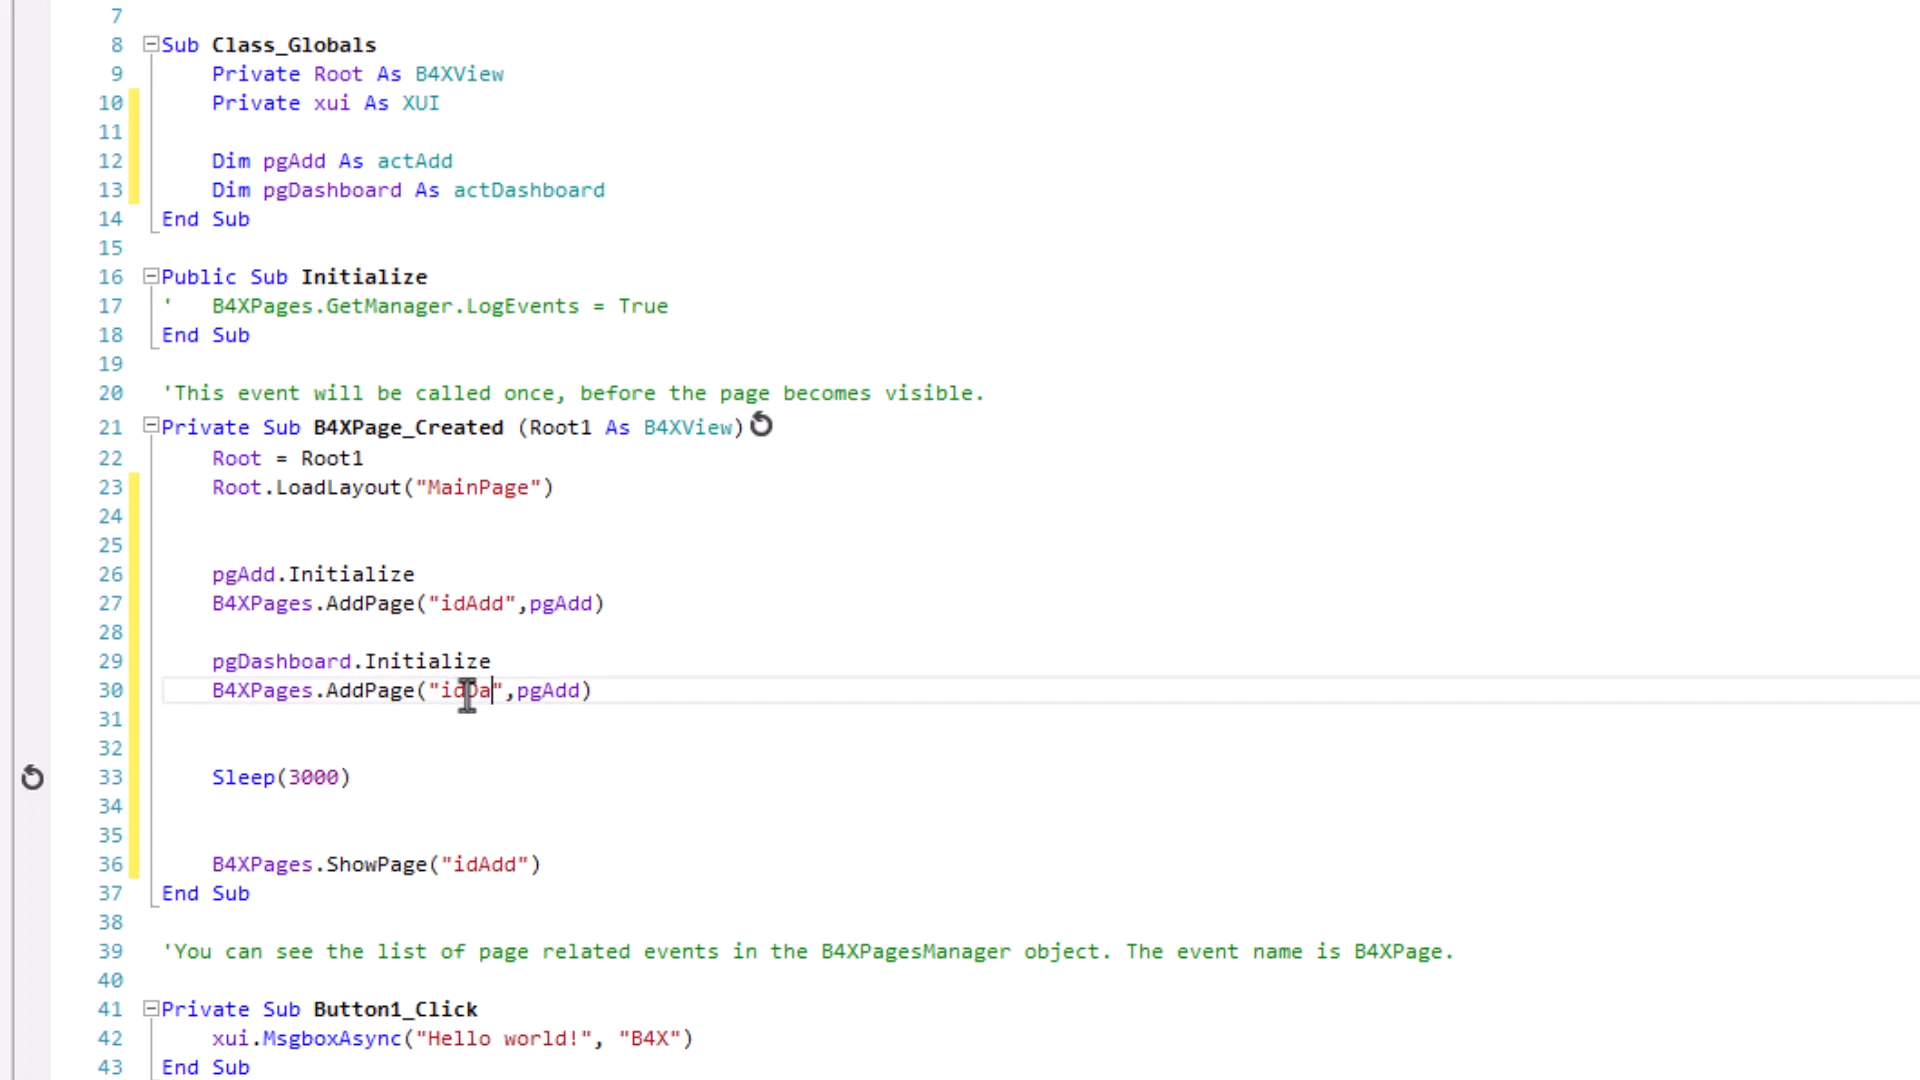 7
8 Sub Class_Globals
9 Private Root As B4XView
10 Private xui As XUI
11
12 Dim pgAdd As actAdd
13 Dim pgDashboard As actDashboard
14 End Sub
15
16 Public Sub Initialize
17 ' B4XPages.GetManager.LogEvents = True
18 End Sub
19
20 'This event will be called once, before the page becomes visible.
21 Private Sub B4XPage_Created (Root1 As B4XView)
22 Root = Root1
23 Root.LoadLayout("MainPage")
24
25
26 pgAdd.Initialize
27 B4XPages.AddPage("idAdd",pgAdd)
28
29 pgDashboard.Initialize
30 B4XPages.AddPage("idDa",pgAdd)
31
32
33 Sleep(3000)
34
35
36 B4XPages.ShowPage("idAdd")
37 End Sub
38
39 'You can see the list of page related events in the B4XPagesManager object. The event name is B4XPage.
40
41 Private Sub Button1_Click
42 xui.MsgboxAsync("Hello world!", "B4X")
43 End Sub